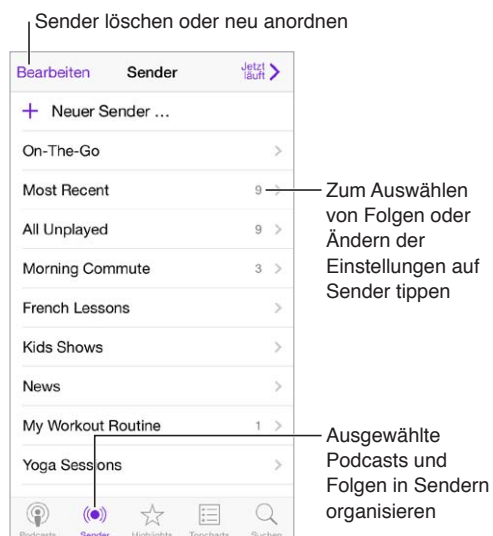 Sender löschen oder neu anordnen
Bearbeiten Sender Jetzt läuft
Neuer Sender …
On-The-Go
Most Recent 9
Zum Auswählen
von Folgen oder
Ändern der
Einstellungen auf
Sender tippen
All Unplayed 9
Morning Commute 3
French Lessons
Kids Shows
News
My Workout Routine 1
Ausgewählte
Podcasts und
Folgen in Sendern
organisieren
Yoga Sessions
Podcasts Sender Highlights Topcharts Suchen